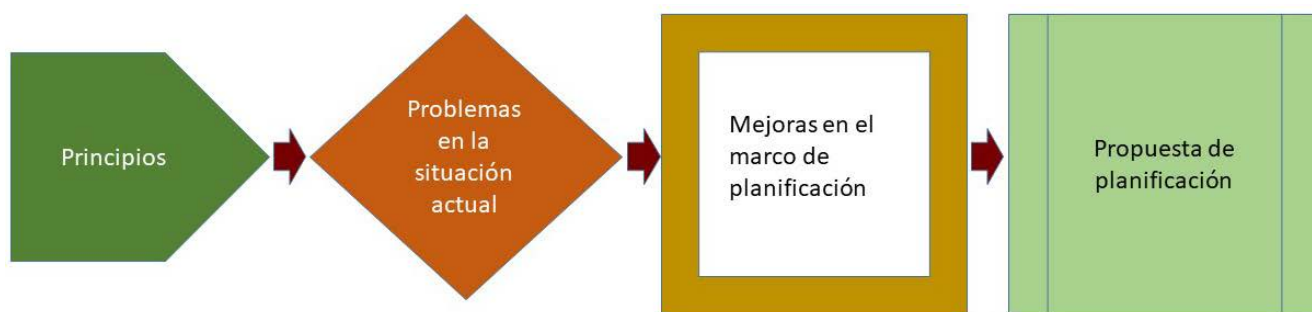 Principios
Problemas
en la
situación
actual
Mejoras en el
marco de
planificación
Propuesta de
planificación